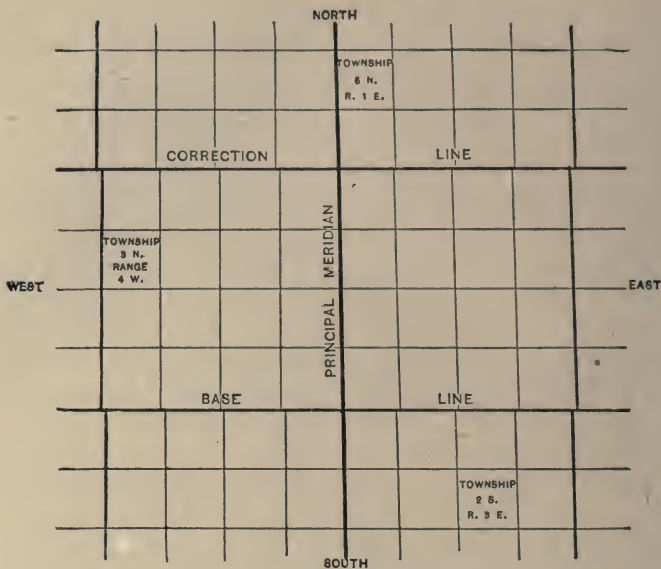 NORTH
TOWNSHIP
6 N.
R. 1 E.
CORRECTION LINE
TOWNSHIP
3 N.
RANGE
4 W.
PRINCIPAL MERIDIAN
WEST
EAST
BASE LINE
TOWNSHIP
2 S.
R. 3 E.
SOUTH